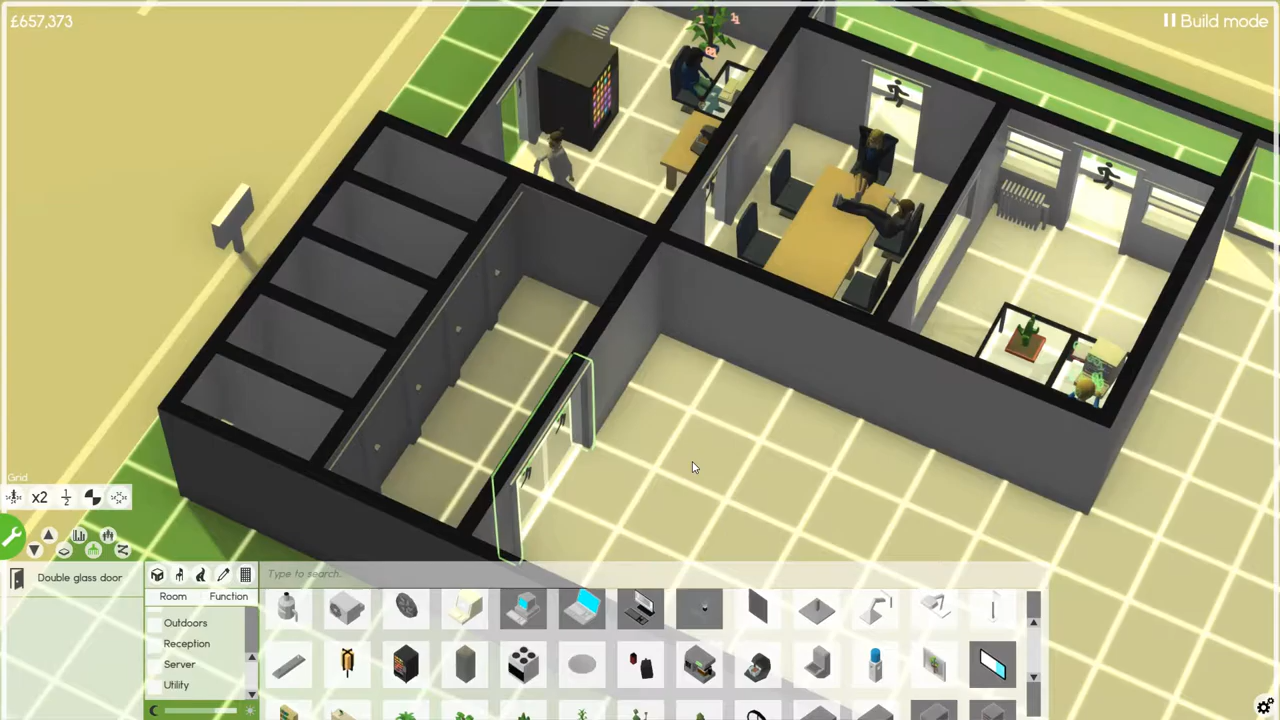 £657,373
Build mode
Grid
x2
1/2
Double glass door
Type to search.
Room
Function
Outdoors
Reception
Server
Utility